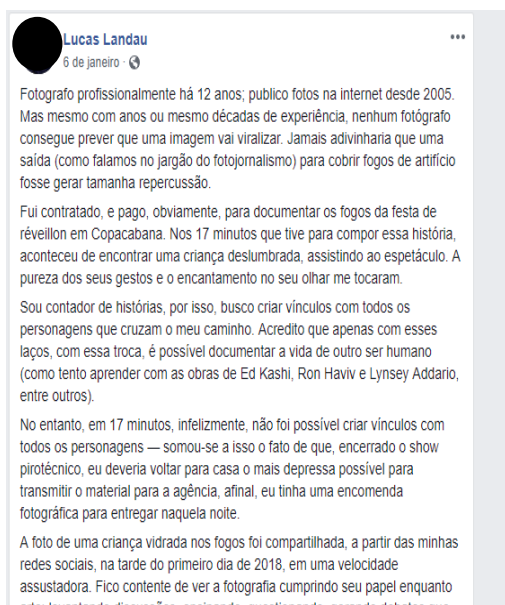 Lucas Landau
6 de janeiro ·
Fotografo profissionalmente há 12 anos; publico fotos na internet desde 2005.
Mas mesmo com anos ou mesmo décadas de experiência, nenhum fotógrafo
consegue prever que uma imagem vai viralizar. Jamais adivinharia que uma
saída (como falamos no jargão do fotojornalismo) para cobrir fogos de artifício
fosse gerar tamanha repercussão.
Fui contratado, e pago, obviamente, para documentar os fogos da festa de
réveillon em Copacabana. Nos 17 minutos que tive para compor essa história,
aconteceu de encontrar uma criança deslumbrada, assistindo ao espetáculo. A
pureza dos seus gestos e o encantamento no seu olhar me tocaram.
Sou contador de histórias, por isso, busco criar vínculos com todos os
personagens que cruzam o meu caminho. Acredito que apenas com esses
laços, com essa troca, é possível documentar a vida de outro ser humano
(como tento aprender com as obras de Ed Kashi, Ron Haviv e Lynsey Addario,
entre outros).
No entanto, em 17 minutos, infelizmente, não foi possível criar vínculos com
todos os personagens — somou-se a isso o fato de que, encerrado o show
pirotécnico, eu deveria voltar para casa o mais depressa possível para
transmitir o material para a agência, afinal, eu tinha uma encomenda
fotográfica para entregar naquela noite.
A foto de uma criança vidrada nos fogos foi compartilhada, a partir das minhas
redes sociais, na tarde do primeiro dia de 2018, em uma velocidade
assustadora. Fico contente de ver a fotografia cumprindo seu papel enquanto